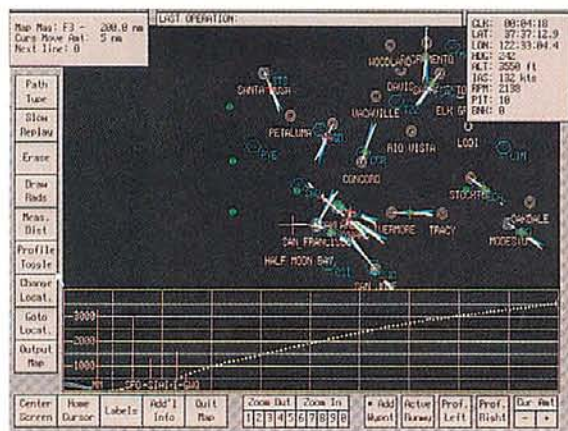 Map Mag: F3 - 200.0 nm
Curs Move Amt: 5 nm
Next line: 0
LAST OPERATION:
CLK: 00:04:18
LAT: 37:37:12.9
LON: 122:33:04.4
HDG: 242
ALT: 3550 ft
IAS: 132 kts
RPM: 2138
PIT: 10
BNK: 0
Path Type
Slow Replay
Erase
Draw Rads
Meas. Dist
Profile Toggle
Change Locat.
Goto Locat.
Output Map
WOODLAND
DAVIS
SANTA ROSA
VACAVILLE
ELK
PETALUMA
RIO VISTA
LODI
PYE
LIN
CONCORD
STOCKTON
OAKDALE
TRACY
MODESTO
SAN FRANCISCO
HALF MOON BAY
SAN
3000
2000
1000
Center Screen
Home Cursor
Labels
Add'l Info
Quit Map
Zoom Out
1 2 3 4 5
Zoom In
6 7 8 9 0
* Add Wypnt
Active Runway
Prof. Left
Prof. Right
Cur Amt
- +